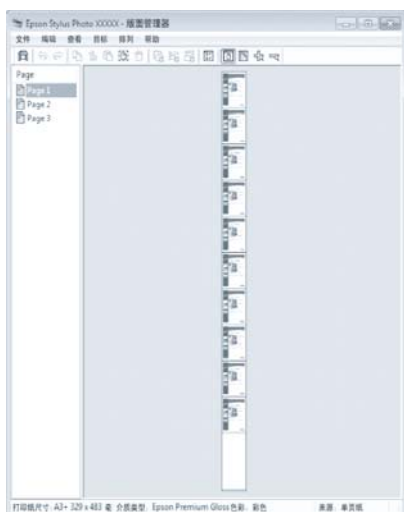 Epson Stylus Photo XXXXX - 版面管理器
文件 编辑 查看 目标 排列 帮助
Page
Page 1
Page 2
Page 3
打印纸尺寸: A3+ 329 x 483 毫 介质类型: Epson Premium Gloss 色彩: 彩色 来源: 单页纸